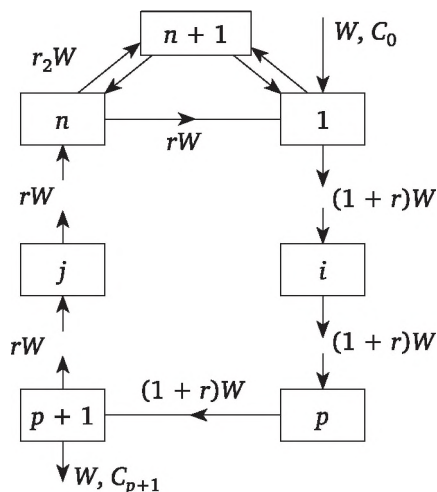 n + 1
W, C₀
r₂W
n
rW
1
rW
(1 + r)W
j
i
rW
(1 + r)W
(1 + r)W
p + 1
p
W, Cₚ₊₁